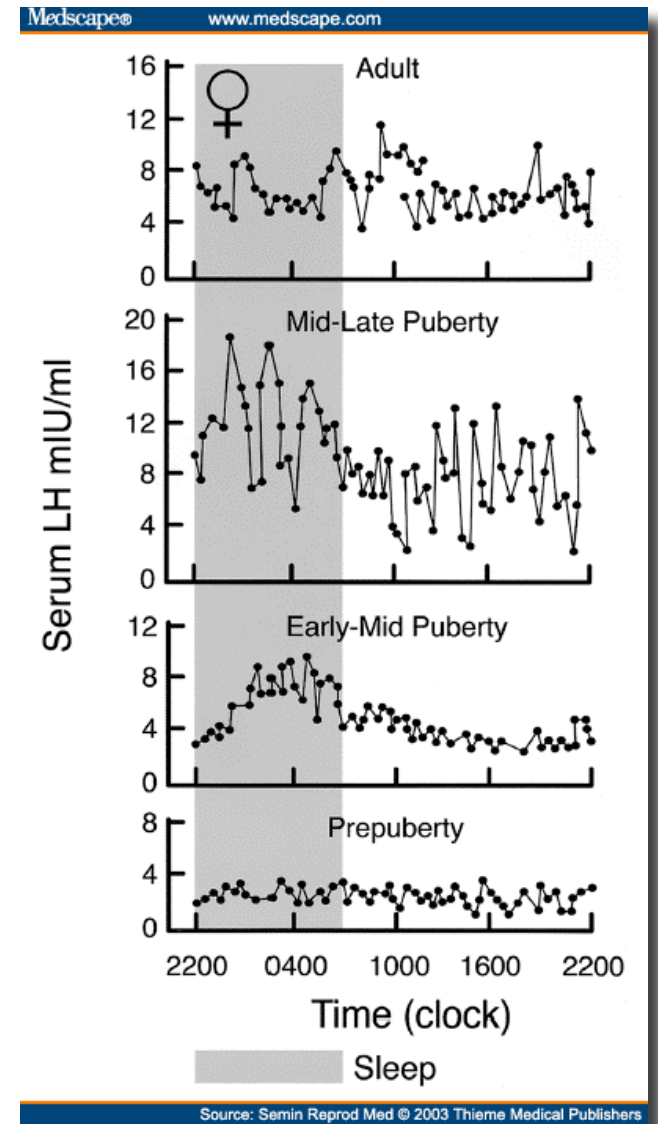 Medscape® www.medscape.com
Adult
16
12
8
4
0
Mid-Late Puberty
20
16
12
8
4
0
Early-Mid Puberty
12
8
4
0
Prepuberty
8
4
0
Serum LH mIU/ml
2200 0400 1000 1600 2200
Time (clock)
Sleep
Source: Semin Reprod Med © 2003 Thieme Medical Publishers